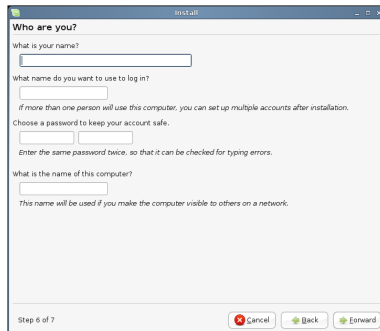 Install
Who are you?
What is your name?
What name do you want to use to log in?
If more than one person will use this computer, you can set up multiple accounts after installation.
Choose a password to keep your account safe.
Enter the same password twice, so that it can be checked for typing errors.
What is the name of this computer?
This name will be used if you make the computer visible to others on a network.
Step 6 of 7
Cancel
Back
Forward